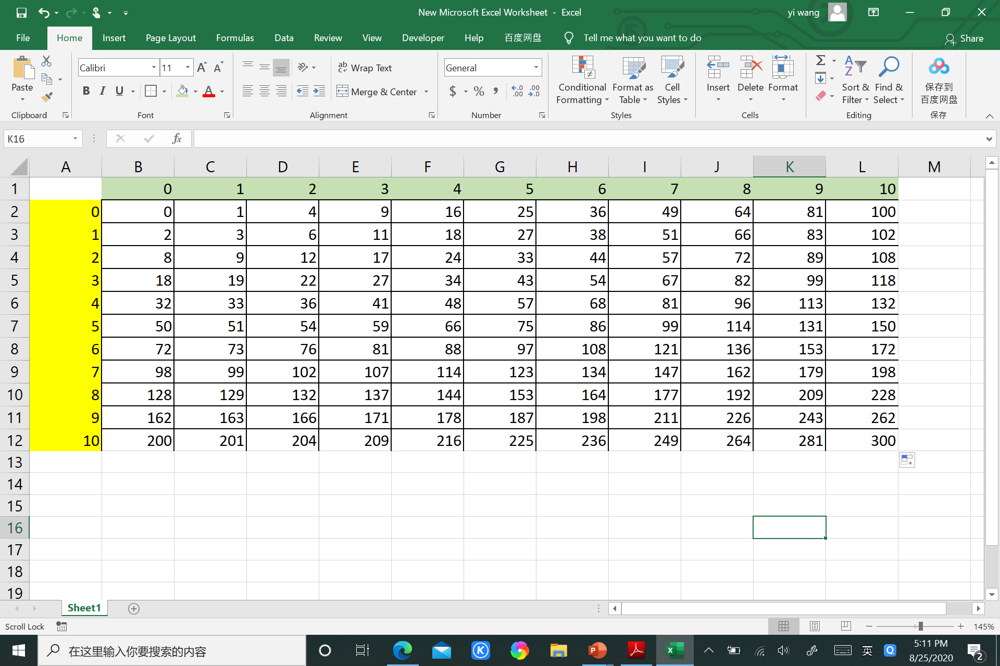 New Microsoft Excel Worksheet - Excel
yi wang
File Home Insert Page Layout Formulas Data Review View Developer Help 百度网盘 Tell me what you want to do Share
Calibri 11 Wrap Text General
Paste B I U Merge & Center $ % Conditional Formatting Format as Table Cell Styles Insert Delete Format Sort & Filter Find & Select 保存到 百度网盘
Clipboard Font Alignment Number Styles Cells Editing 保存
K16 fx
A B C D E F G H I J K L M
1 0 1 2 3 4 5 6 7 8 9 10
2 0 0 1 4 9 16 25 36 49 64 81 100
3 1 2 3 6 11 18 27 38 51 66 83 102
4 2 8 9 12 17 24 33 44 57 72 89 108
5 3 18 19 22 27 34 43 54 67 82 99 118
6 4 32 33 36 41 48 57 68 81 96 113 132
7 5 50 51 54 59 66 75 86 99 114 131 150
8 6 72 73 76 81 88 97 108 121 136 153 172
9 7 98 99 102 107 114 123 134 147 162 179 198
10 8 128 129 132 137 144 153 164 177 192 209 228
11 9 162 163 166 171 178 187 198 211 226 243 262
12 10 200 201 204 209 216 225 236 249 264 281 300
13
14
15
16
17
18
19
Sheet1
Scroll Lock 145%
在这里输入你要搜索的内容 英 5:11 PM
8/25/2020 2